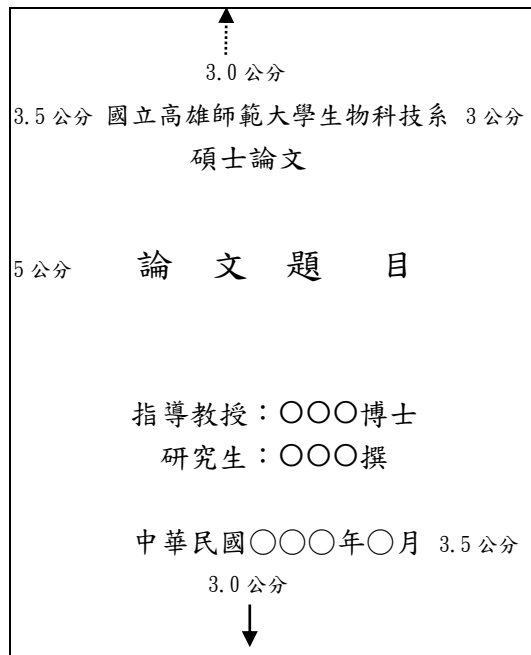 3.0 公分
3.5 公分 國立高雄師範大學生物科技系 3 公分
碩士論文
5 公分 論 文 題 目
指導教授：○○○博士
研究生：○○○撰
中華民國○○○年○月 3.5 公分
3.0 公分